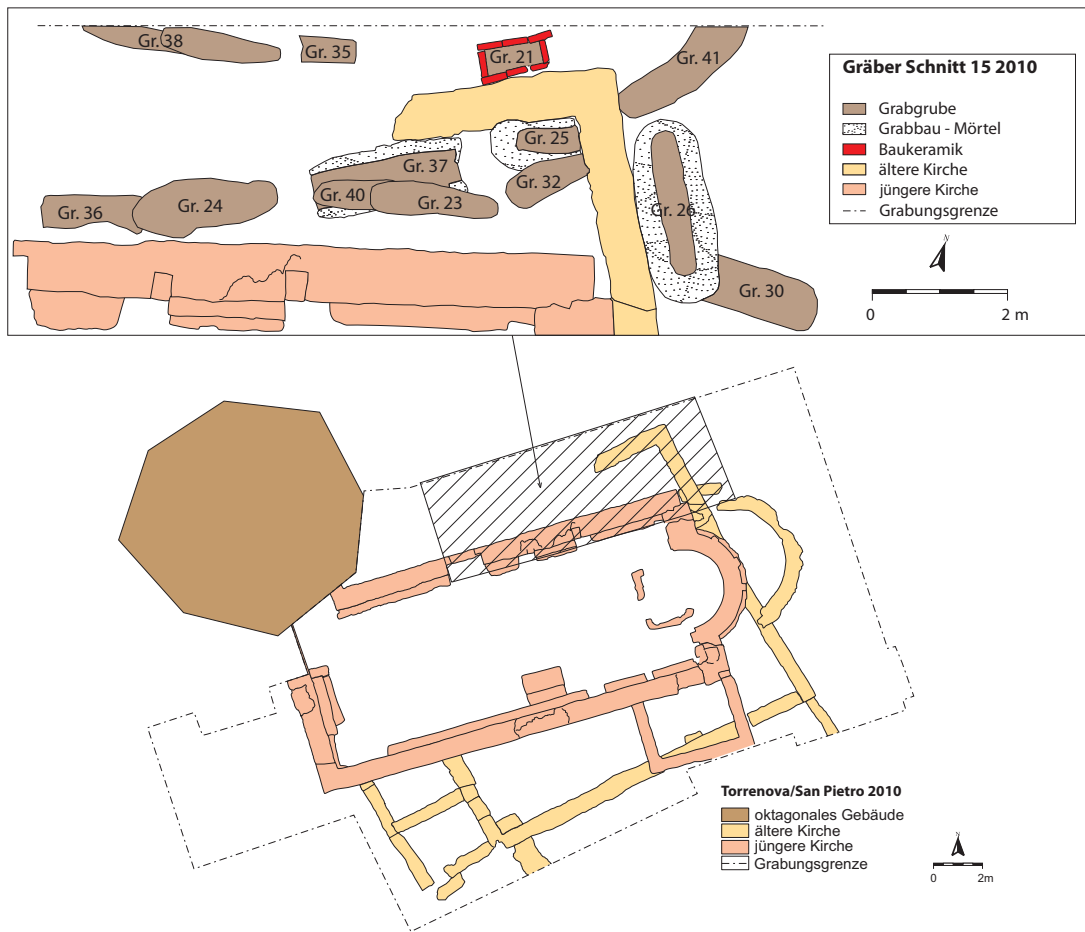 Gr. 38
Gr. 35
Gr. 21
Gr. 41
Gr. 25
Gr. 37
Gr. 32
Gr. 40
Gr. 23
Gr. 36
Gr. 24
Gr. 26
Gr. 30
Gräber Schnitt 15 2010
Grabgrube
Grabbau - Mörtel
Baukeramik
ältere Kirche
jüngere Kirche
Grabungsgrenze
N
0 2 m
Torrenova/San Pietro 2010
oktagonales Gebäude
ältere Kirche
jüngere Kirche
Grabungsgrenze
N
0 2m